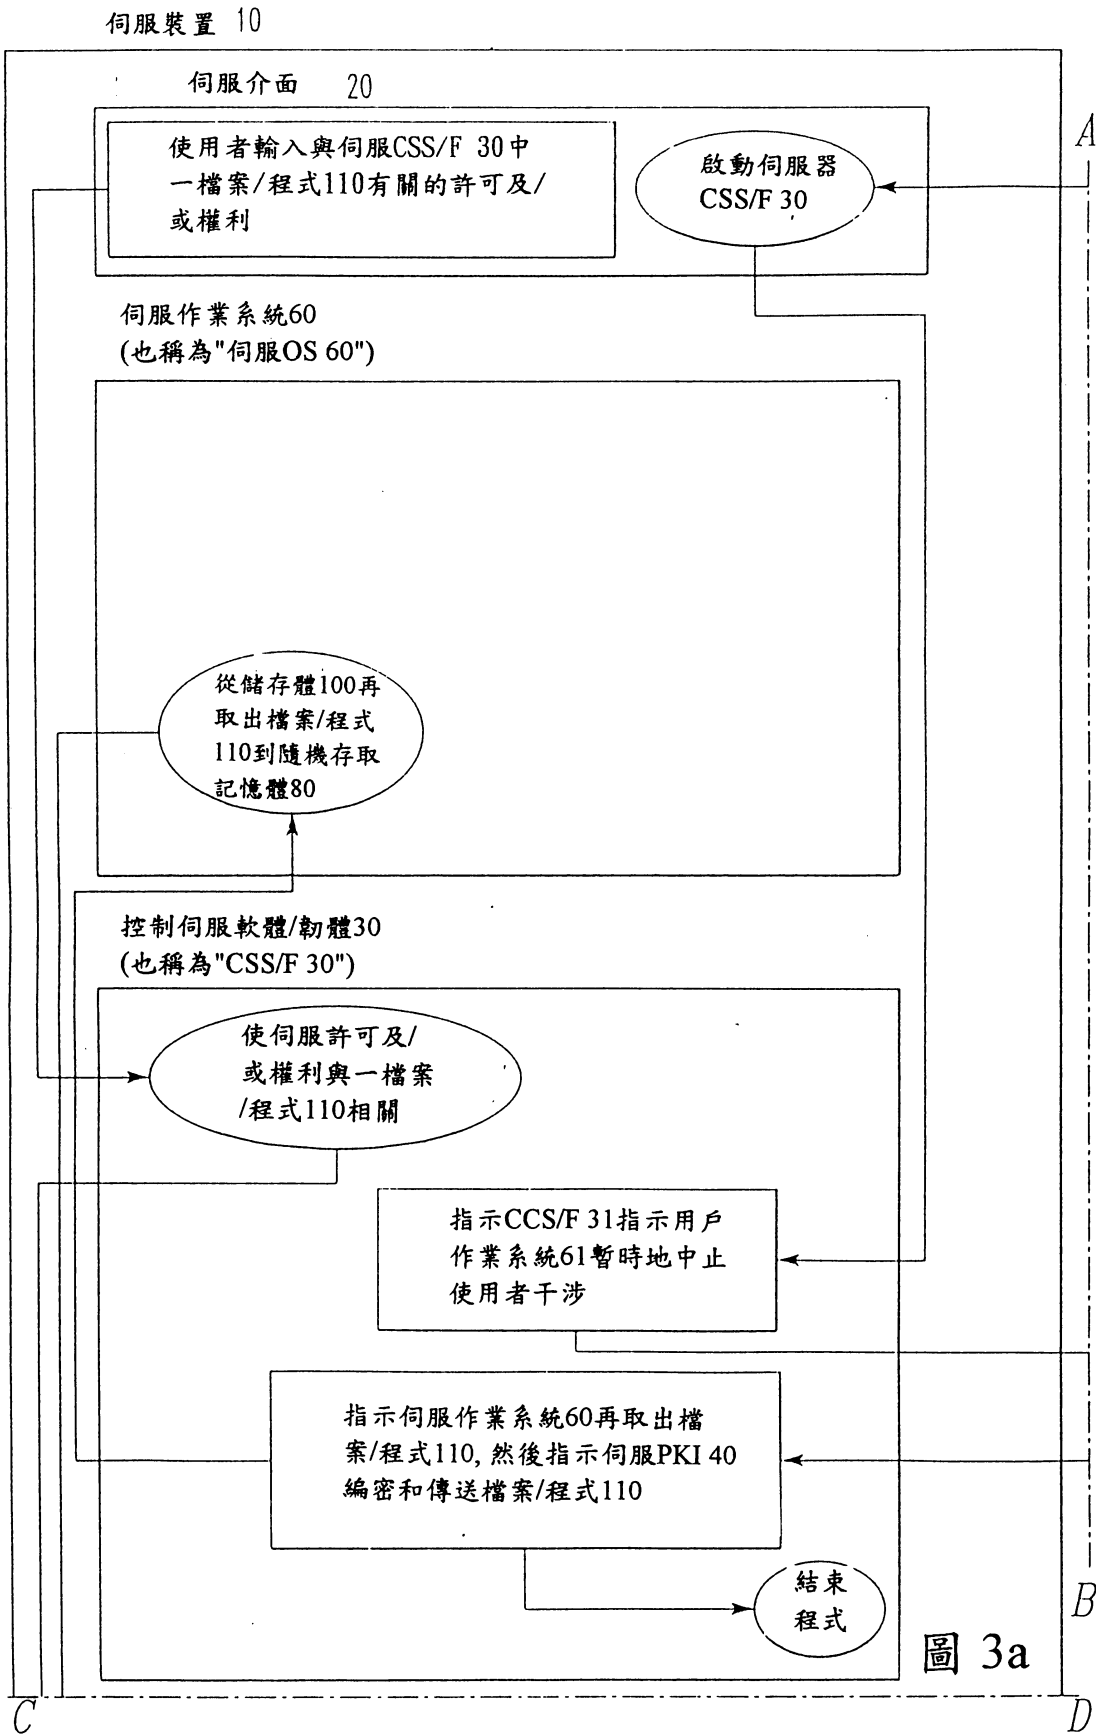 伺服裝置 10
伺服介面 20
使用者輸入與伺服CSS/F 30中
一檔案/程式110有關的許可及/
或權利
啟動伺服器
CSS/F 30
A
伺服作業系統60
(也稱為"伺服OS 60")
從儲存體100再
取出檔案/程式
110到隨機存取
記憶體80
控制伺服軟體/韌體30
(也稱為"CSS/F 30")
使伺服許可及/
或權利與一檔案
/程式110相關
指示CCS/F 31指示用戶
作業系統61暫時地中止
使用者干涉
指示伺服作業系統60再取出檔
案/程式110, 然後指示伺服PKI 40
編密和傳送檔案/程式110
結束
程式
B
圖 3a
C
D